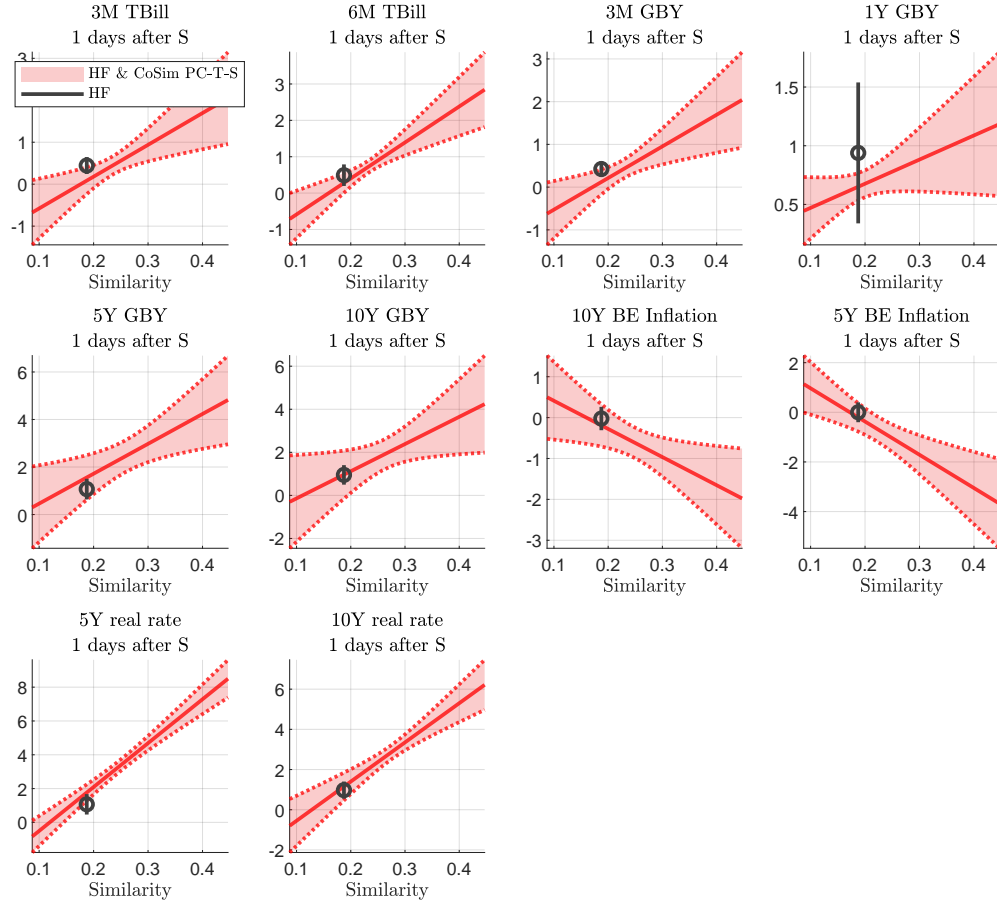 3M TBill
1 days after S
6M TBill
1 days after S
3M GBY
1 days after S
1Y GBY
1 days after S
HF & CoSim PC-T-S
HF
1
0
-1
0.1 0.2 0.3 0.4
Similarity
3
2
1
0
-1
0.1 0.2 0.3 0.4
Similarity
3
2
1
0
-1
0.1 0.2 0.3 0.4
Similarity
1.5
1
0.5
0.1 0.2 0.3 0.4
Similarity
5Y GBY
1 days after S
10Y GBY
1 days after S
10Y BE Inflation
1 days after S
5Y BE Inflation
1 days after S
6
4
2
0
0.1 0.2 0.3 0.4
Similarity
6
4
2
0
-2
0.1 0.2 0.3 0.4
Similarity
1
0
-1
-2
-3
0.1 0.2 0.3 0.4
Similarity
2
0
-2
-4
0.1 0.2 0.3 0.4
Similarity
5Y real rate
1 days after S
10Y real rate
1 days after S
8
6
4
2
0
0.1 0.2 0.3 0.4
Similarity
6
4
2
0
-2
0.1 0.2 0.3 0.4
Similarity